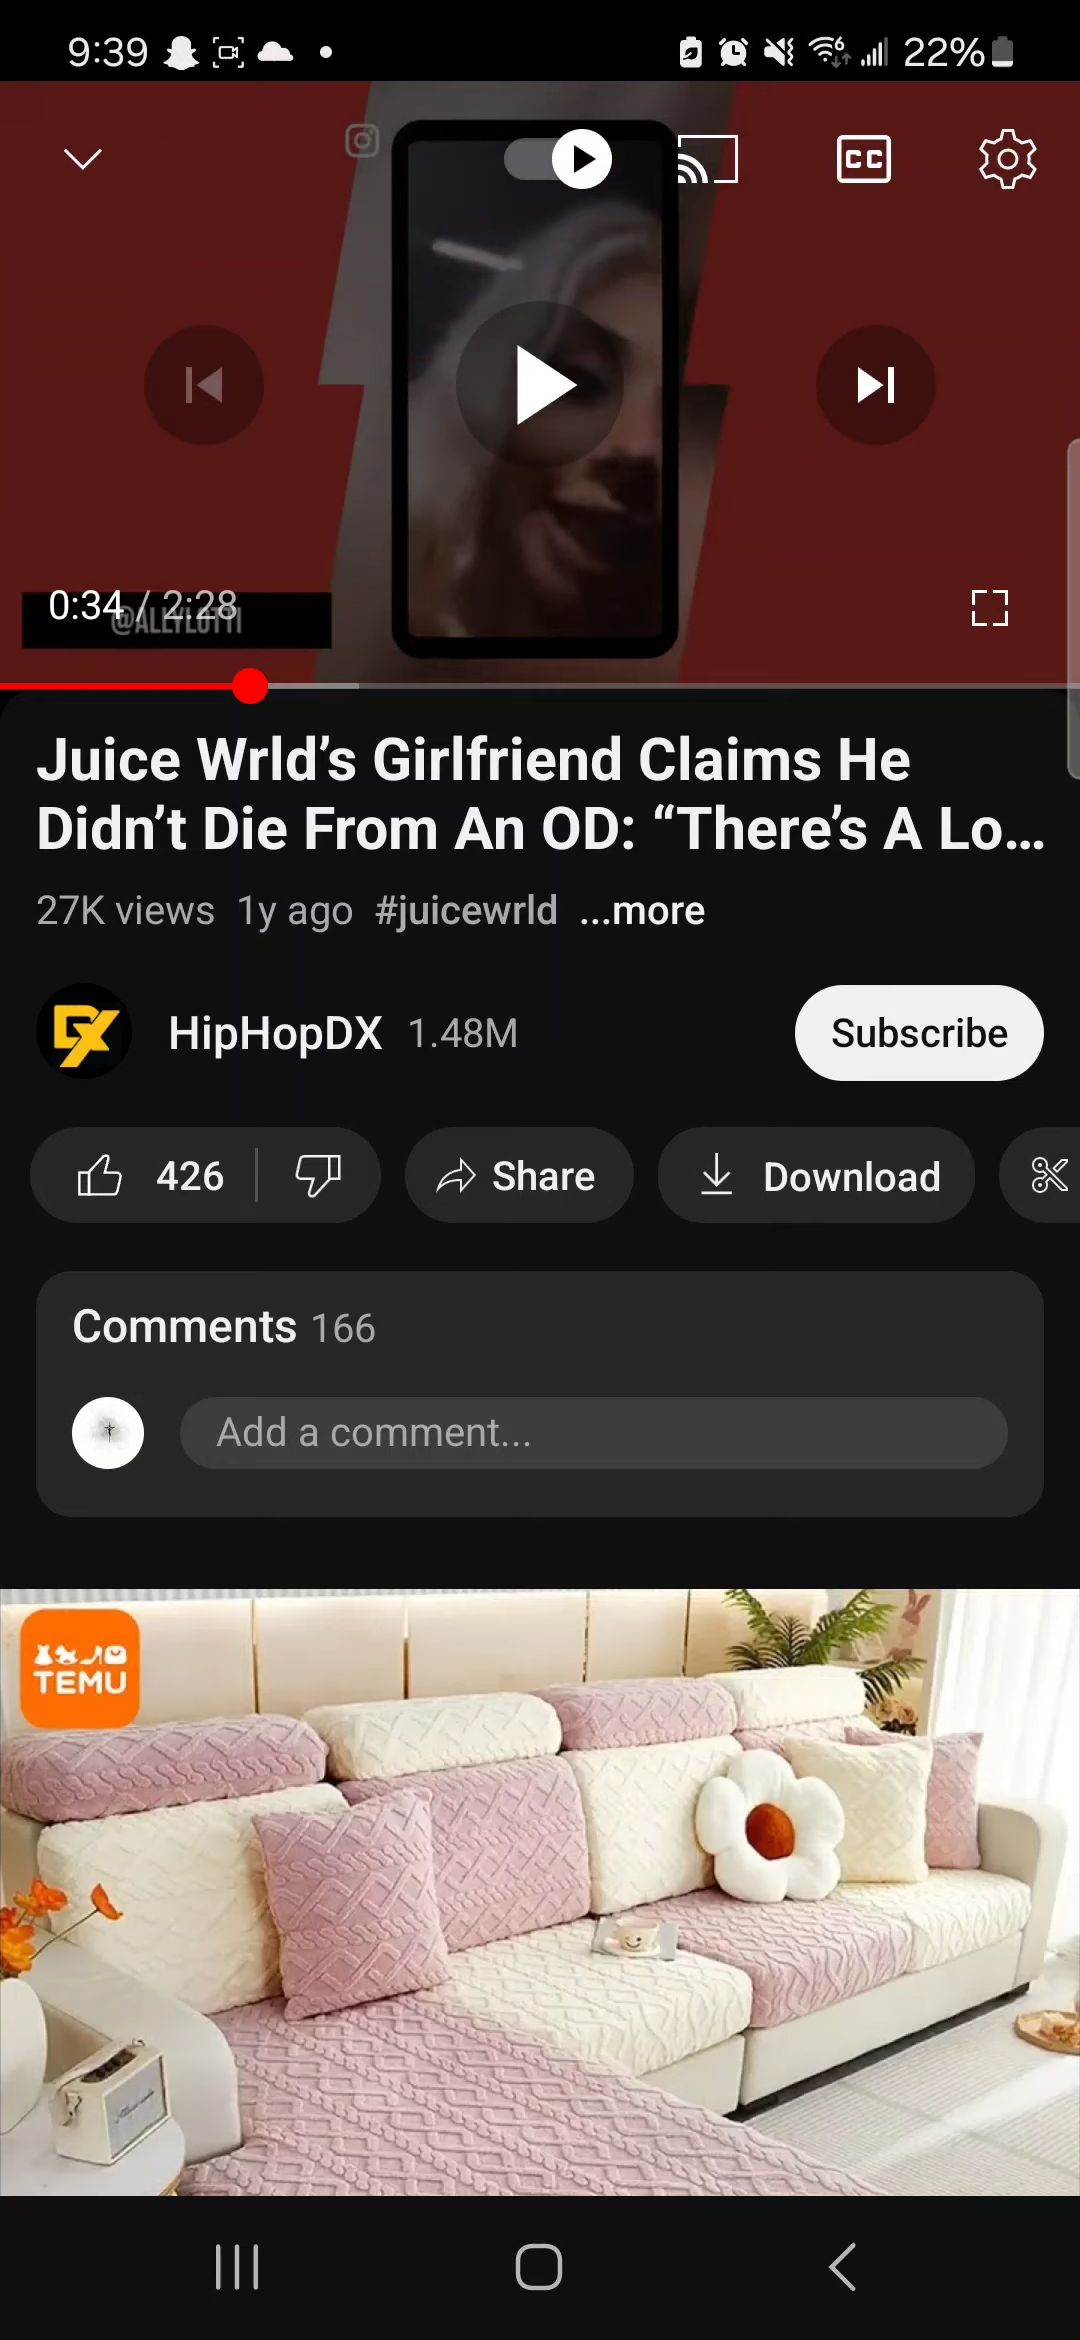 9:39
22%
CC
0:34 / 2:28
@ALLYLOTTI
Juice Wrld’s Girlfriend Claims He
Didn’t Die From An OD: “There’s A Lo...
27K views 1y ago #juicewrld ...more
HipHopDX 1.48M
Subscribe
426
Share
Download
Comments 166
Add a comment...
TEMU